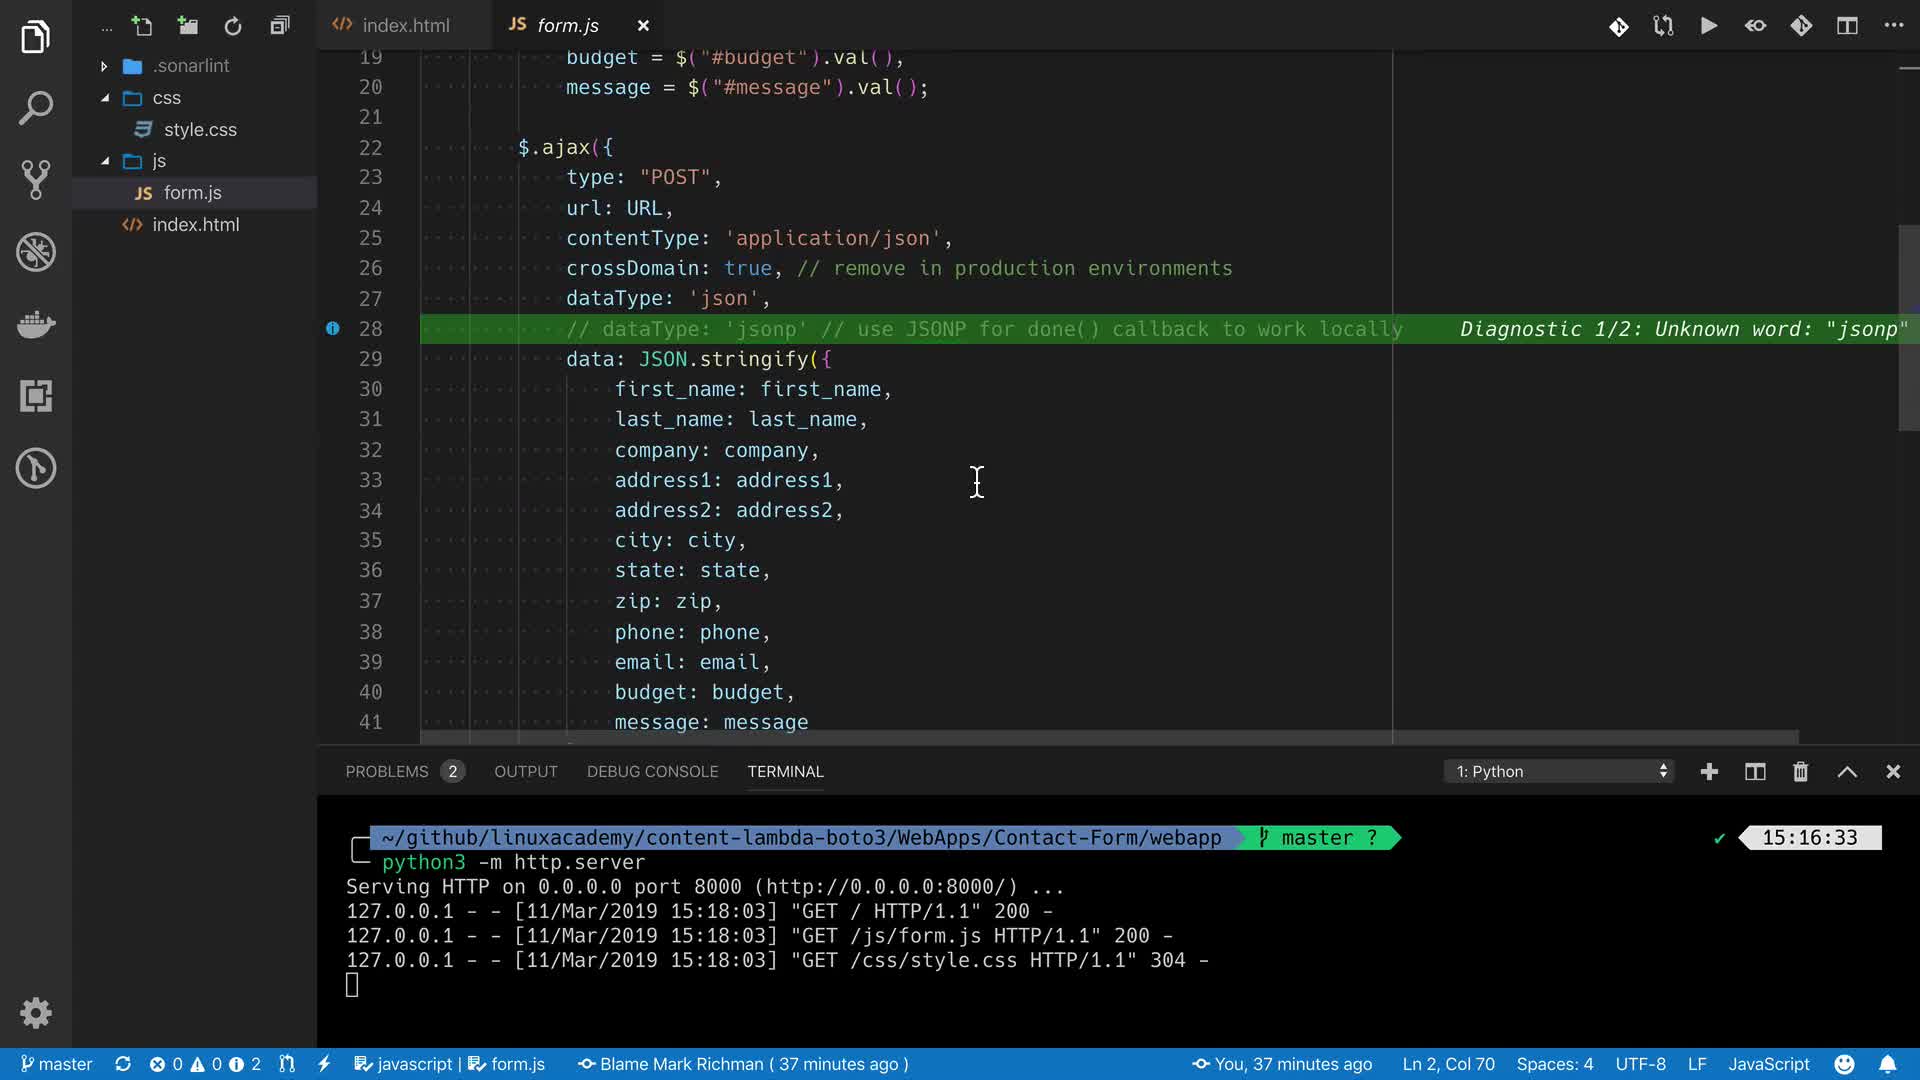 ...
index.html
JS form.js
...
.sonarlint
css
style.css
js
JS form.js
index.html
19 budget = $("#budget").val(),
20 message = $("#message").val();
21
22 $.ajax({
23 type: "POST",
24 url: URL,
25 contentType: 'application/json',
26 crossDomain: true, // remove in production environments
27 dataType: 'json',
28 // dataType: 'jsonp' // use JSONP for done() callback to work locally Diagnostic 1/2: Unknown word: "jsonp"
29 data: JSON.stringify({
30 first_name: first_name,
31 last_name: last_name,
32 company: company,
33 address1: address1,
34 address2: address2,
35 city: city,
36 state: state,
37 zip: zip,
38 phone: phone,
39 email: email,
40 budget: budget,
41 message: message
PROBLEMS 2 OUTPUT DEBUG CONSOLE TERMINAL 1: Python
~/github/linuxacademy/content-lambda-boto3/WebApps/Contact-Form/webapp master ? ✔ 15:16:33
python3 -m http.server
Serving HTTP on 0.0.0.0 port 8000 (http://0.0.0.0:8000/) ...
127.0.0.1 - - [11/Mar/2019 15:18:03] "GET / HTTP/1.1" 200 -
127.0.0.1 - - [11/Mar/2019 15:18:03] "GET /js/form.js HTTP/1.1" 200 -
127.0.0.1 - - [11/Mar/2019 15:18:03] "GET /css/style.css HTTP/1.1" 304 -
master 0 0 2 javascript | form.js Blame Mark Richman ( 37 minutes ago ) You, 37 minutes ago Ln 2, Col 70 Spaces: 4 UTF-8 LF JavaScript